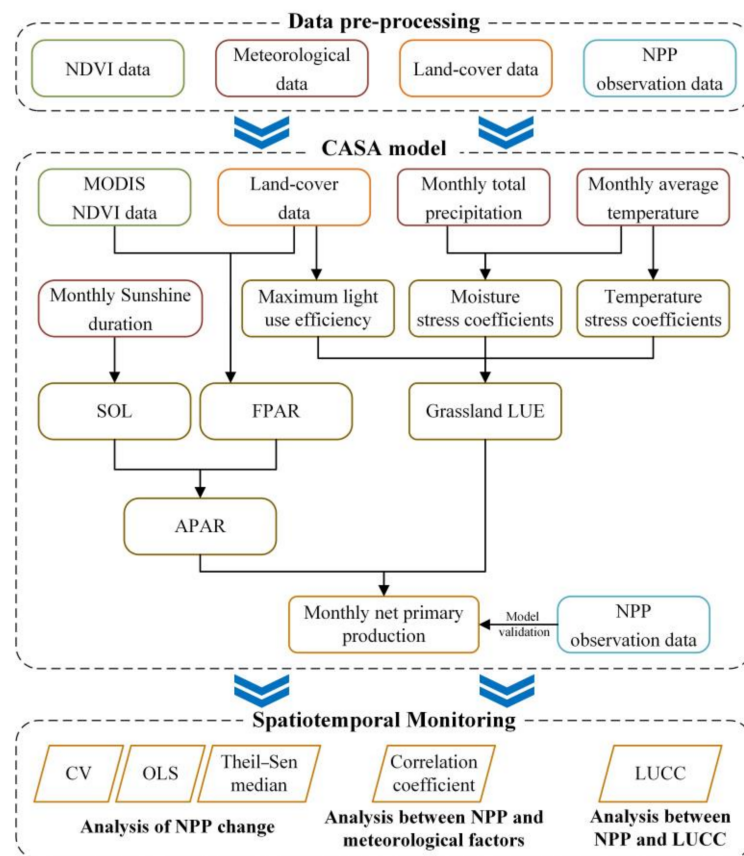 Data pre-processing
NDVI data
Meteorological
data
Land-cover data
NPP
observation data
CASA model
MODIS
NDVI data
Land-cover
data
Monthly total
precipitation
Monthly average
temperature
Monthly Sunshine
duration
Maximum light
use efficiency
Moisture
stress coefficients
Temperature
stress coefficients
SOL
FPAR
Grassland LUE
APAR
Monthly net primary
production
Model
validation
NPP
observation data
Spatiotemporal Monitoring
CV
OLS
Theil–Sen
median
Correlation
coefficient
LUCC
Analysis of NPP change
Analysis between NPP and
meteorological factors
Analysis between
NPP and LUCC